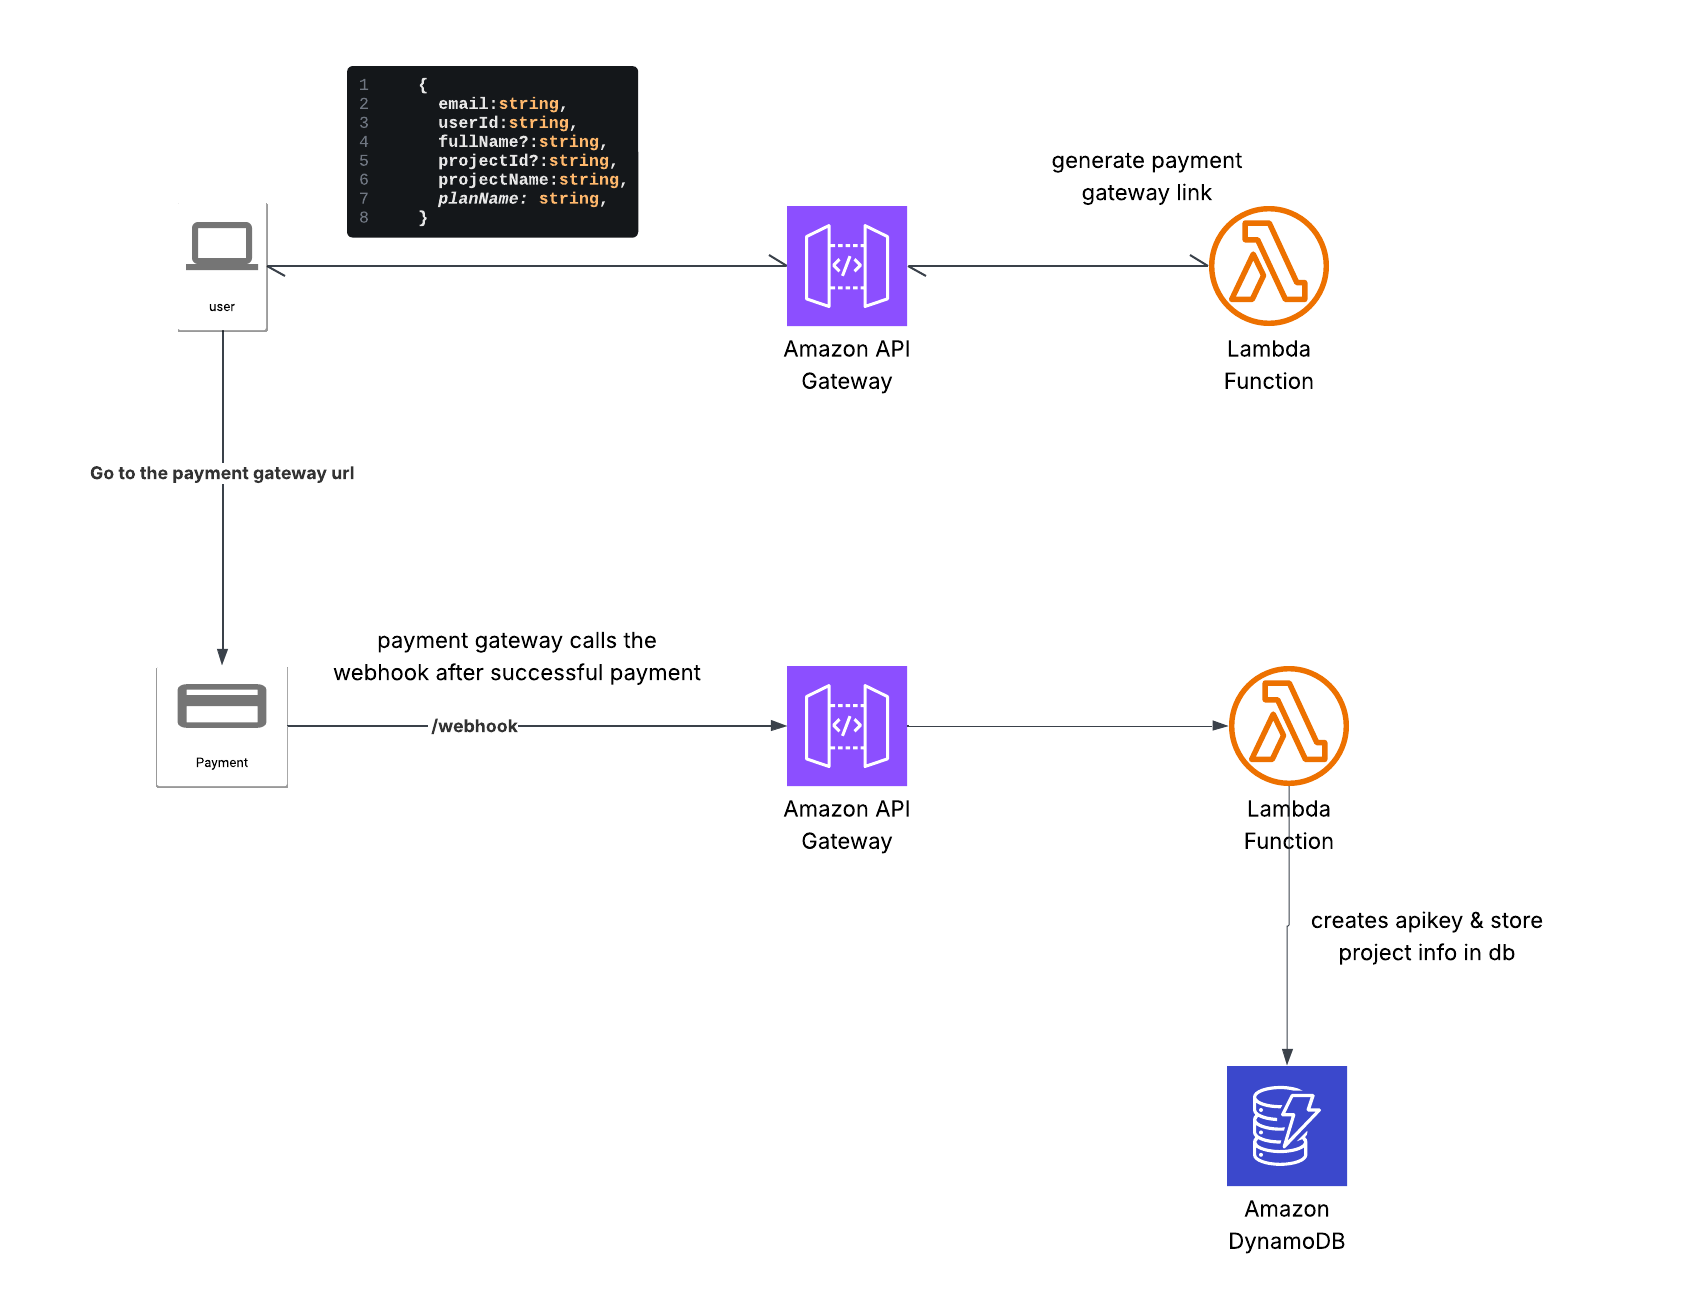 1 {
2 email:string,
3 userId:string,
4 fullName?:string,
5 projectId?:string,
6 projectName:string,
7 planName: string,
8 }
generate payment
gateway link
user
Amazon API
Gateway
Lambda
Function
Go to the payment gateway url
payment gateway calls the
webhook after successful payment
/webhook
Payment
Amazon API
Gateway
Lambda
Function
creates apikey & store
project info in db
Amazon
DynamoDB